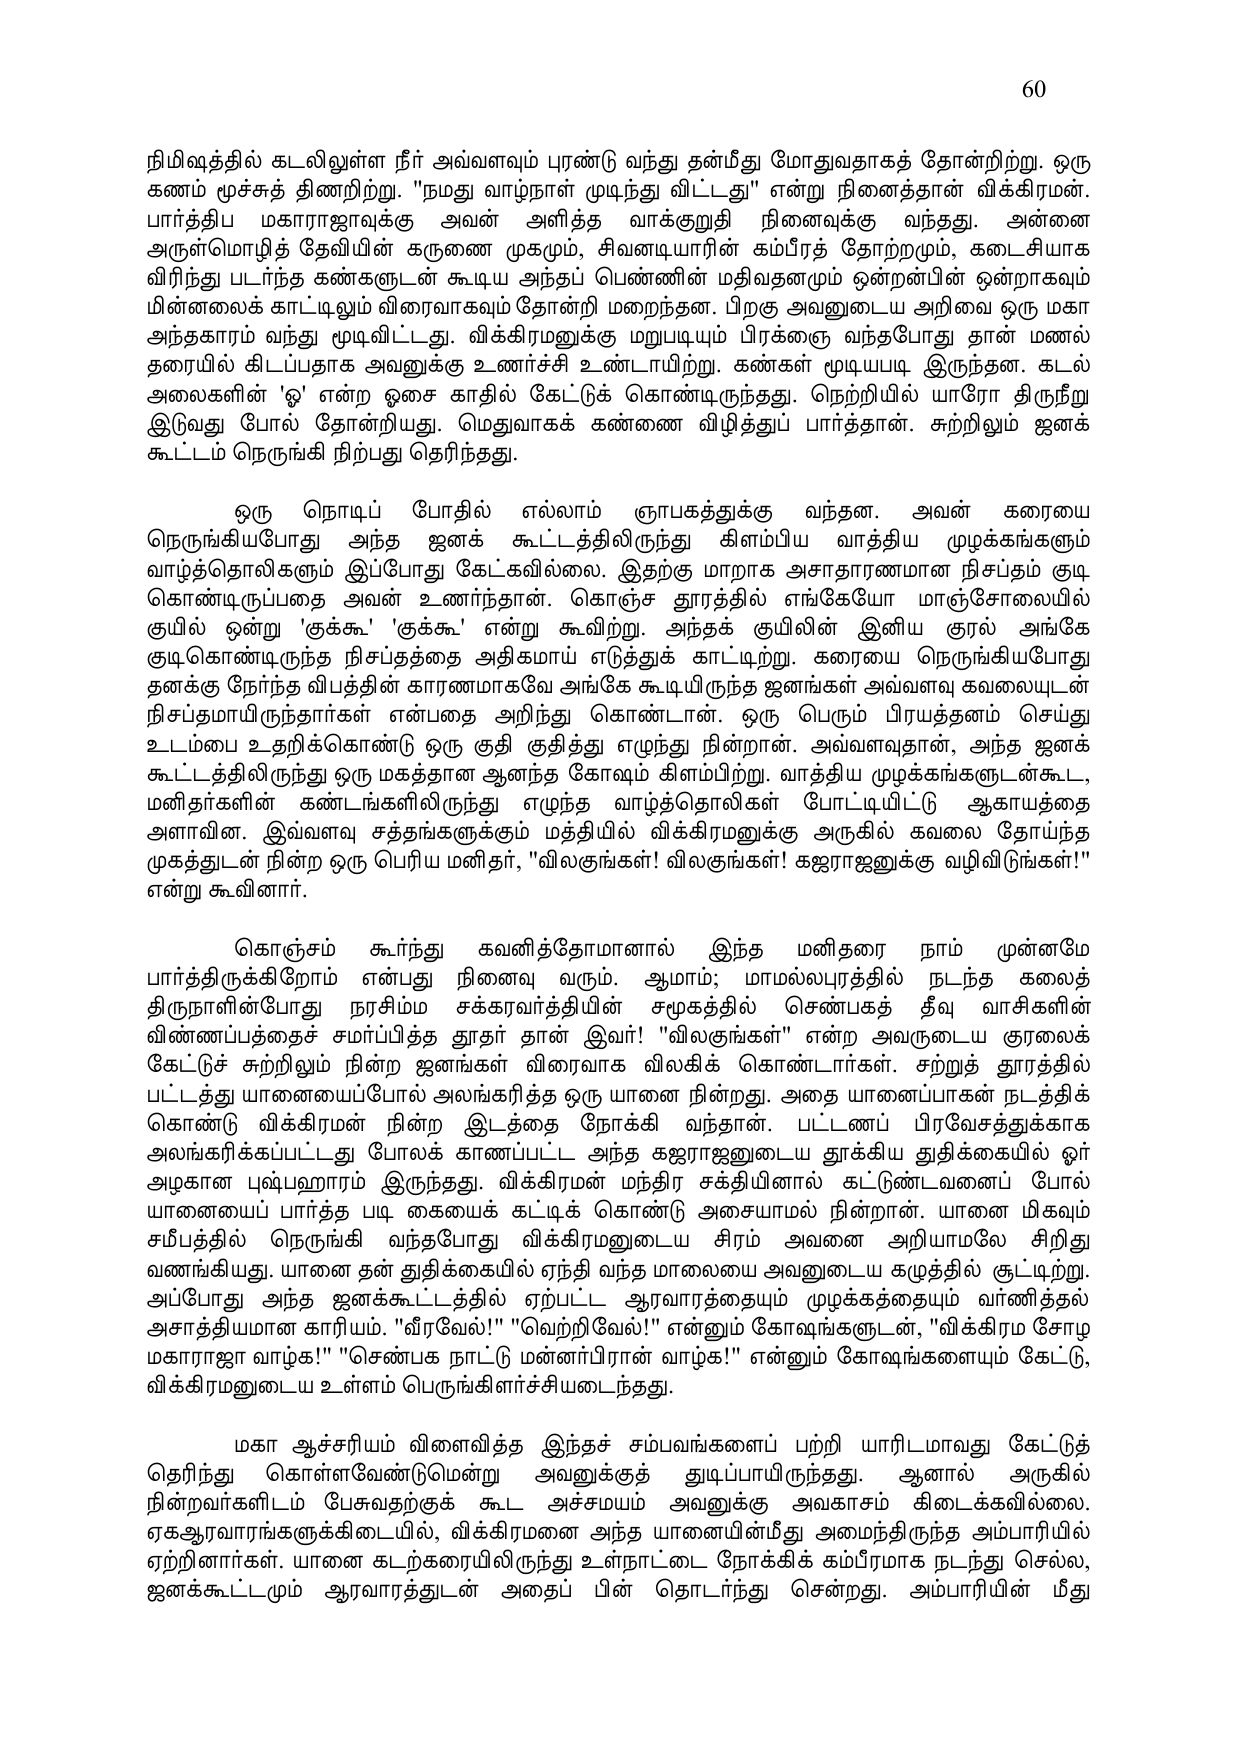 60
நிமிஷத்தில் கடலிலுள்ள நீர் அவ்வளவும் புரண்டு வந்து தன்மீது மோதுவதாகத் தோன்றிற்று. ஒரு
கணம் மூச்சுத் திணறிற்று. "நமது வாழ்நாள் முடிந்து விட்டது" என்று நினைத்தான் விக்கிரமன்.
பார்த்திப மகாராஜாவுக்கு அவன் அளித்த வாக்குறுதி நினைவுக்கு வந்தது. அன்னை
அருள்மொழித் தேவியின் கருணை முகமும், சிவனடியாரின் கம்பீரத் தோற்றமும், கடைசியாக
விரிந்து படர்ந்த கண்களுடன் கூடிய அந்தப் பெண்ணின் மதிவதனமும் ஒன்றன்பின் ஒன்றாகவும்
மின்னலைக் காட்டிலும் விரைவாகவும் தோன்றி மறைந்தன. பிறகு அவனுடைய அறிவை ஒரு மகா
அந்தகாரம் வந்து மூடிவிட்டது. விக்கிரமனுக்கு மறுபடியும் பிரக்ஞை வந்தபோது தான் மணல்
தரையில் கிடப்பதாக அவனுக்கு உணர்ச்சி உண்டாயிற்று. கண்கள் மூடியபடி இருந்தன. கடல்
அலைகளின் 'ஓ' என்ற ஓசை காதில் கேட்டுக் கொண்டிருந்தது. நெற்றியில் யாரோ திருநீறு
இடுவது போல் தோன்றியது. மெதுவாகக் கண்ணை விழித்துப் பார்த்தான். சுற்றிலும் ஜனக்
கூட்டம் நெருங்கி நிற்பது தெரிந்தது.
ஒரு நொடிப் போதில் எல்லாம் ஞாபகத்துக்கு வந்தன. அவன் கரையை
நெருங்கியபோது அந்த ஜனக் கூட்டத்திலிருந்து கிளம்பிய வாத்திய முழக்கங்களும்
வாழ்த்தொலிகளும் இப்போது கேட்கவில்லை. இதற்கு மாறாக அசாதாரணமான நிசப்தம் குடி
கொண்டிருப்பதை அவன் உணர்ந்தான். கொஞ்ச தூரத்தில் எங்கேயோ மாஞ்சோலையில்
குயில் ஒன்று 'குக்கூ' 'குக்கூ' என்று கூவிற்று. அந்தக் குயிலின் இனிய குரல் அங்கே
குடிகொண்டிருந்த நிசப்தத்தை அதிகமாய் எடுத்துக் காட்டிற்று. கரையை நெருங்கியபோது
தனக்கு நேர்ந்த விபத்தின் காரணமாகவே அங்கே கூடியிருந்த ஜனங்கள் அவ்வளவு கவலையுடன்
நிசப்தமாயிருந்தார்கள் என்பதை அறிந்து கொண்டான். ஒரு பெரும் பிரயத்தனம் செய்து
உடம்பை உதறிக்கொண்டு ஒரு குதி குதித்து எழுந்து நின்றான். அவ்வளவுதான், அந்த ஜனக்
கூட்டத்திலிருந்து ஒரு மகத்தான ஆனந்த கோஷம் கிளம்பிற்று. வாத்திய முழக்கங்களுடன்கூட,
மனிதர்களின் கண்டங்களிலிருந்து எழுந்த வாழ்த்தொலிகள் போட்டியிட்டு ஆகாயத்தை
அளாவின. இவ்வளவு சத்தங்களுக்கும் மத்தியில் விக்கிரமனுக்கு அருகில் கவலை தோய்ந்த
முகத்துடன் நின்ற ஒரு பெரிய மனிதர், "விலகுங்கள்! விலகுங்கள்! கஜராஜனுக்கு வழிவிடுங்கள்!"
என்று கூவினார்.
கொஞ்சம் கூர்ந்து கவனித்தோமானால் இந்த மனிதரை நாம் முன்னமே
பார்த்திருக்கிறோம் என்பது நினைவு வரும். ஆமாம்; மாமல்லபுரத்தில் நடந்த கலைத்
திருநாளின்போது நரசிம்ம சக்கரவர்த்தியின் சமூகத்தில் செண்பகத் தீவு வாசிகளின்
விண்ணப்பத்தைச் சமர்ப்பித்த தூதர் தான் இவர்! "விலகுங்கள்" என்ற அவருடைய குரலைக்
கேட்டுச் சுற்றிலும் நின்ற ஜனங்கள் விரைவாக விலகிக் கொண்டார்கள். சற்றுத் தூரத்தில்
பட்டத்து யானையைப்போல் அலங்கரித்த ஒரு யானை நின்றது. அதை யானைப்பாகன் நடத்திக்
கொண்டு விக்கிரமன் நின்ற இடத்தை நோக்கி வந்தான். பட்டணப் பிரவேசத்துக்காக
அலங்கரிக்கப்பட்டது போலக் காணப்பட்ட அந்த கஜராஜனுடைய தூக்கிய துதிக்கையில் ஓர்
அழகான புஷ்பஹாரம் இருந்தது. விக்கிரமன் மந்திர சக்தியினால் கட்டுண்டவனைப் போல்
யானையைப் பார்த்த படி கையைக் கட்டிக் கொண்டு அசையாமல் நின்றான். யானை மிகவும்
சமீபத்தில் நெருங்கி வந்தபோது விக்கிரமனுடைய சிரம் அவனை அறியாமலே சிறிது
வணங்கியது. யானை தன் துதிக்கையில் ஏந்தி வந்த மாலையை அவனுடைய கழுத்தில் சூட்டிற்று.
அப்போது அந்த ஜனக்கூட்டத்தில் ஏற்பட்ட ஆரவாரத்தையும் முழக்கத்தையும் வர்ணித்தல்
அசாத்தியமான காரியம். "வீரவேல்!" "வெற்றிவேல்!" என்னும் கோஷங்களுடன், "விக்கிரம சோழ
மகாராஜா வாழ்க!" "செண்பக நாட்டு மன்னர்பிரான் வாழ்க!" என்னும் கோஷங்களையும் கேட்டு,
விக்கிரமனுடைய உள்ளம் பெருங்கிளர்ச்சியடைந்தது.
மகா ஆச்சரியம் விளைவித்த இந்தச் சம்பவங்களைப் பற்றி யாரிடமாவது கேட்டுத்
தெரிந்து கொள்ளவேண்டுமென்று அவனுக்குத் துடிப்பாயிருந்தது. ஆனால் அருகில்
நின்றவர்களிடம் பேசுவதற்குக் கூட அச்சமயம் அவனுக்கு அவகாசம் கிடைக்கவில்லை.
ஏகஆரவாரங்களுக்கிடையில், விக்கிரமனை அந்த யானையின்மீது அமைந்திருந்த அம்பாரியில்
ஏற்றினார்கள். யானை கடற்கரையிலிருந்து உள்நாட்டை நோக்கிக் கம்பீரமாக நடந்து செல்ல,
ஜனக்கூட்டமும் ஆரவாரத்துடன் அதைப் பின் தொடர்ந்து சென்றது. அம்பாரியின் மீது